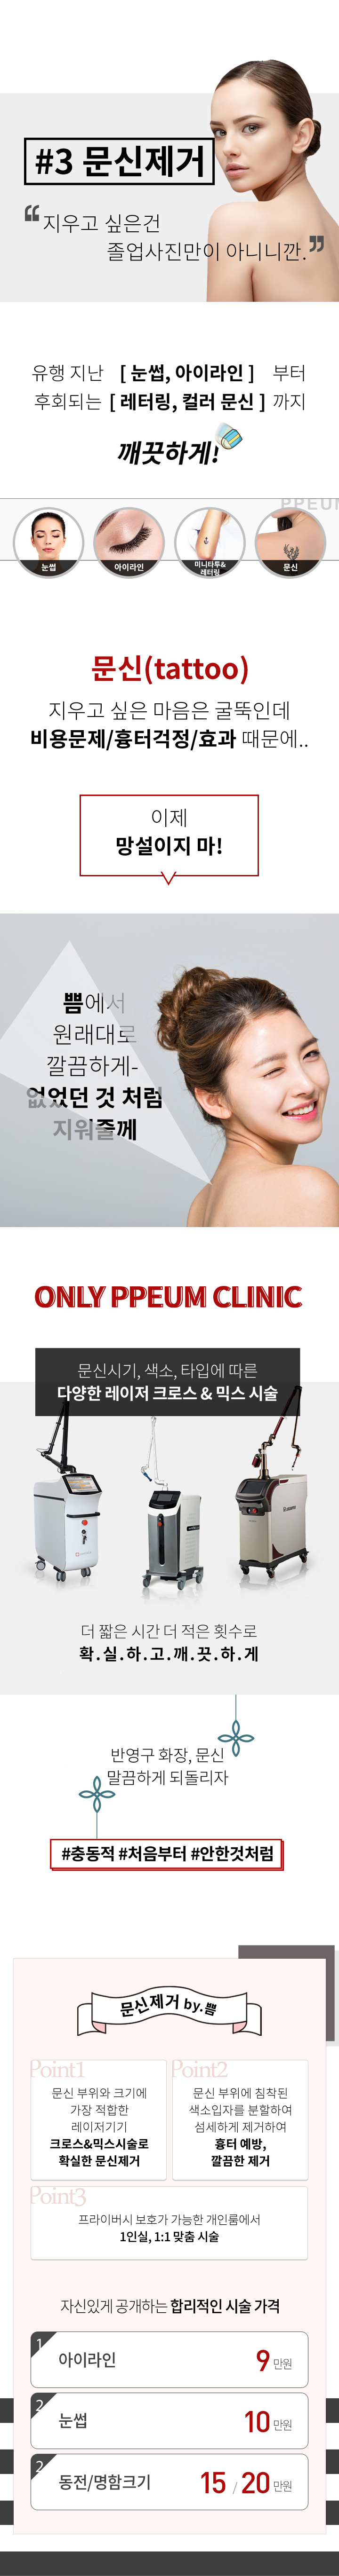 #3 문신제거
“ 지우고 싶은건
졸업사진만이 아니니깐. ”
유행 지난 [ 눈썹, 아이라인 ] 부터
후회되는 [ 레터링, 컬러 문신 ] 까지
깨끗하게!
PPEUM
눈썹
아이라인
미니타투&
레터링
문신
문신(tattoo)
지우고 싶은 마음은 굴뚝인데
비용문제/흉터걱정/효과 때문에..
이제
망설이지 마!
쁨에서
원래대로
깔끔하게-
없었던 것 처럼
지워줄께
ONLY PPEUM CLINIC
문신시기, 색소, 타입에 따른
다양한 레이저 크로스 & 믹스 시술
더 짧은 시간 더 적은 횟수로
확.실.하.고.깨.끗.하.게
반영구 화장, 문신
말끔하게 되돌리자
#충동적 #처음부터 #안한것처럼
문신제거 by.쁨
Point1
문신 부위와 크기에
가장 적합한
레이저기기
크로스&믹스시술로
확실한 문신제거
Point2
문신 부위에 침착된
색소입자를 분할하여
섬세하게 제거하여
흉터 예방,
깔끔한 제거
Point3
프라이버시 보호가 가능한 개인룸에서
1인실, 1:1 맞춤 시술
자신있게 공개하는 합리적인 시술 가격
1 아이라인 9 만원
2 눈썹 10 만원
2 동전/명함크기 15 / 20 만원